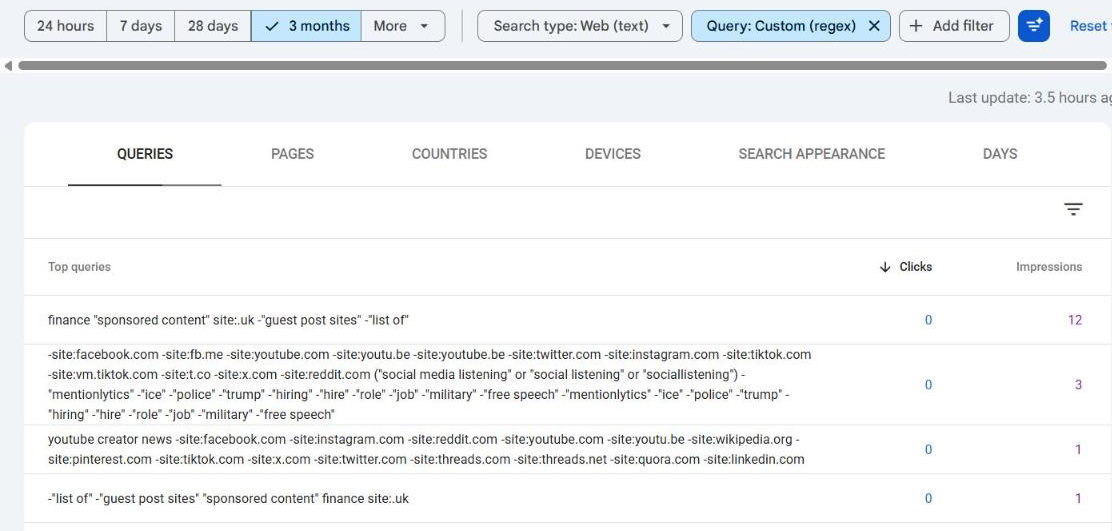 24 hours 7 days 28 days 3 months More Search type: Web (text) Query: Custom (regex) Add filter Reset
Last update: 3.5 hours
QUERIES PAGES COUNTRIES DEVICES SEARCH APPEARANCE DAYS
Top queries Clicks Impressions
finance "sponsored content" site:.uk -"guest post sites" -"list of" 0 12
-site:facebook.com -site:fb.me -site:youtube.com -site:youtu.be -site:youtube.be -site:twitter.com -site:instagram.com -site:tiktok.com
-site:vm.tiktok.com -site:t.co -site:x.com -site:reddit.com ("social media listening" or "social listening" or "sociallistening") -
"mentionlytics" -"ice" -"police" -"trump" -"hiring" -"hire" -"role" -"job" -"military" -"free speech" -"mentionlytics" -"ice" -"police" -"trump" -
"hiring" -"hire" -"role" -"job" -"military" -"free speech" 0 3
youtube creator news -site:facebook.com -site:instagram.com -site:reddit.com -site:youtube.com -site:youtu.be -site:wikipedia.org -
site:pinterest.com -site:tiktok.com -site:x.com -site:twitter.com -site:threads.com -site:threads.net -site:quora.com -site:linkedin.com 0 1
-"list of" -"guest post sites" "sponsored content" finance site:.uk 0 1